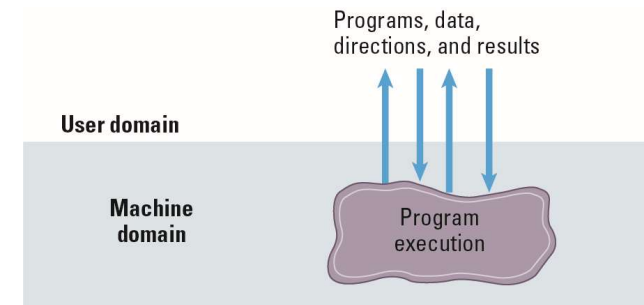 Programs, data,
directions, and results
User domain
Machine
domain
Program
execution